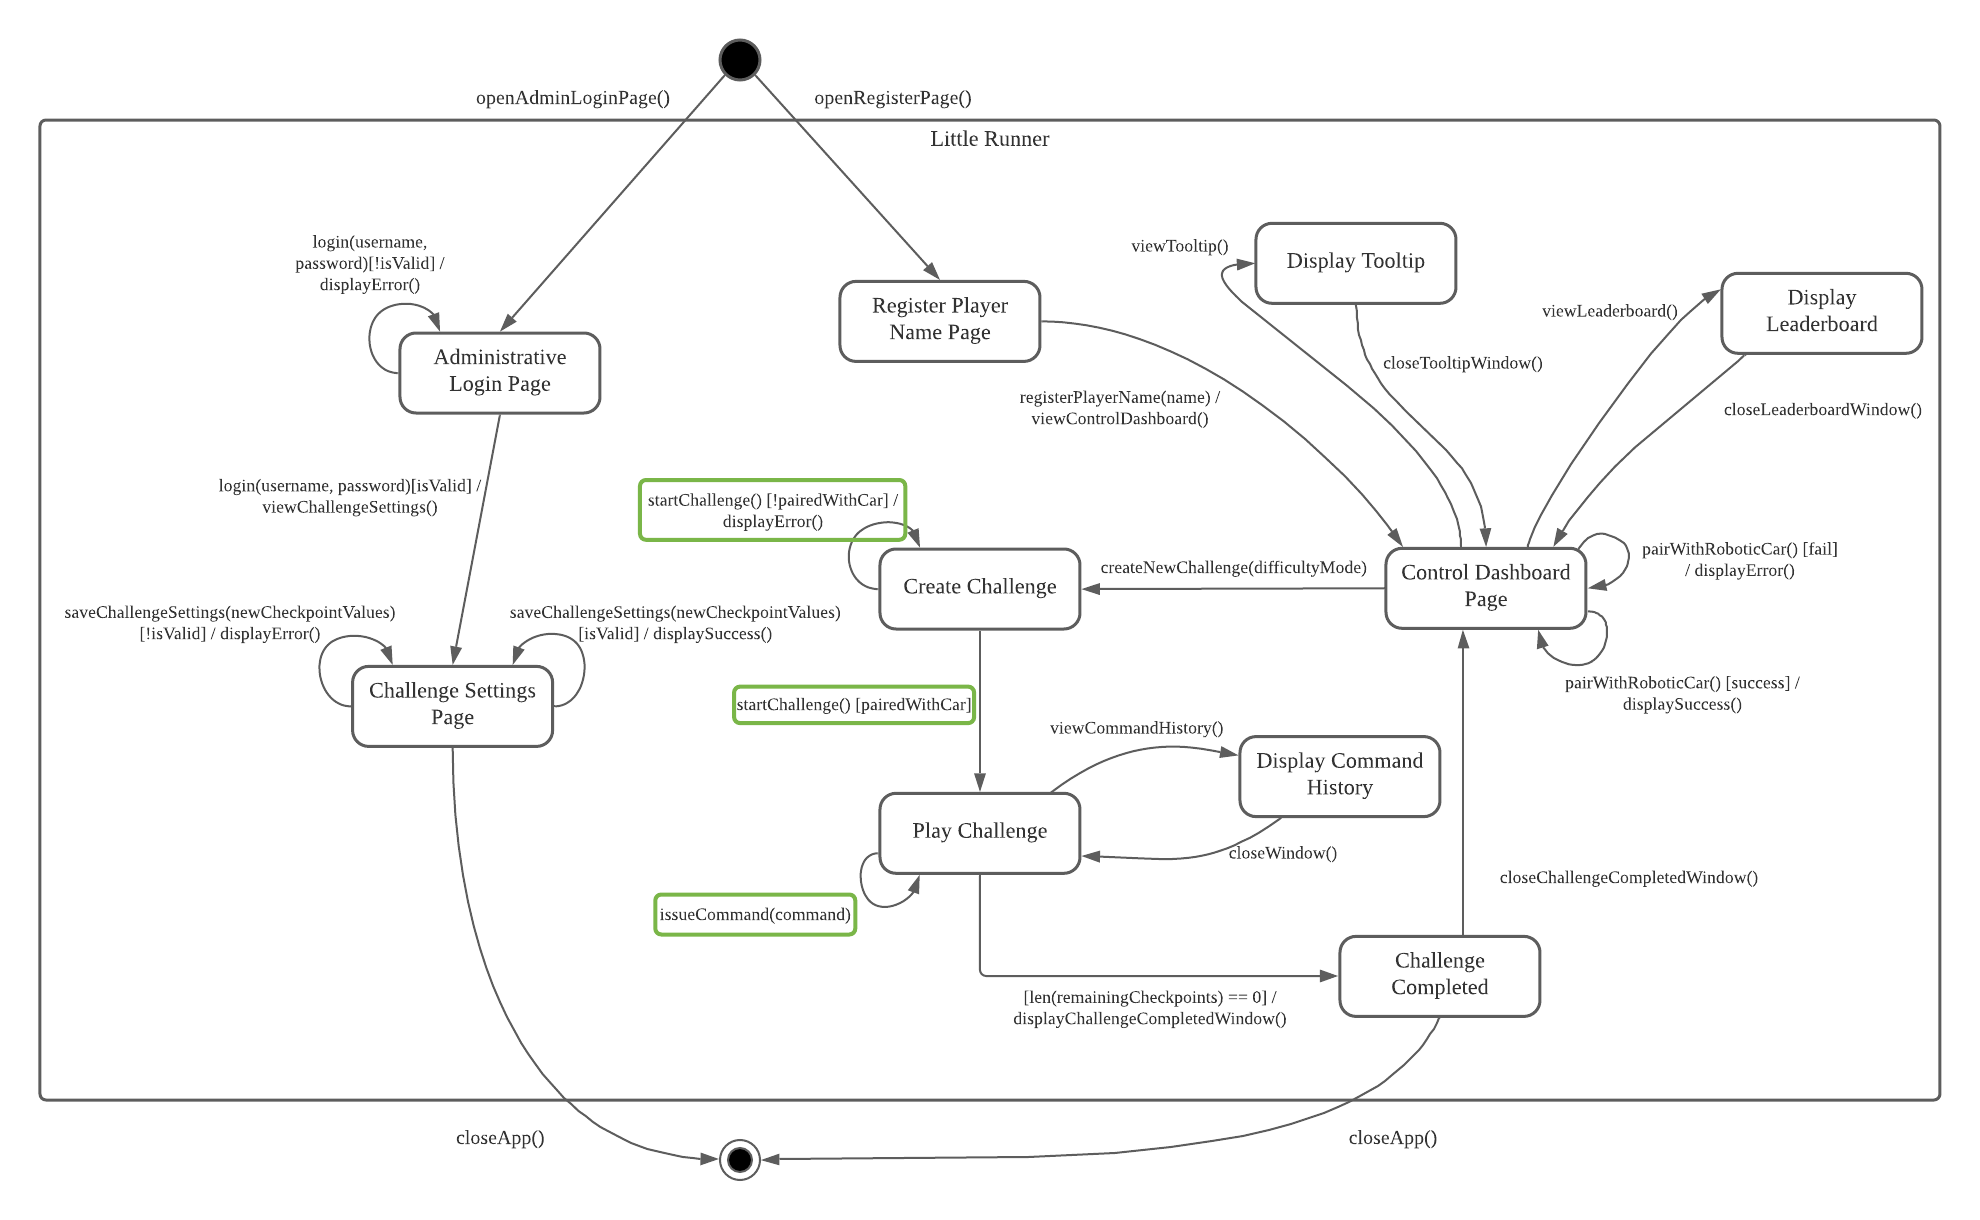 openAdminLoginPage()
openRegisterPage()
Little Runner
login(username,
password)[!isValid] /
displayError()
Administrative
Login Page
Register Player
Name Page
viewTooltip()
Display Tooltip
closeTooltipWindow()
viewLeaderboard()
Display
Leaderboard
closeLeaderboardWindow()
registerPlayerName(name) /
viewControlDashboard()
login(username, password)[isValid] /
viewChallengeSettings()
startChallenge() [!pairedWithCar] /
displayError()
Create Challenge
createNewChallenge(difficultyMode)
Control Dashboard
Page
pairWithRoboticCar() [fail]
/ displayError()
pairWithRoboticCar() [success] /
displaySuccess()
saveChallengeSettings(newCheckpointValues)
[!isValid] / displayError()
saveChallengeSettings(newCheckpointValues)
[isValid] / displaySuccess()
Challenge Settings
Page
startChallenge() [pairedWithCar]
viewCommandHistory()
Display Command
History
Play Challenge
closeWindow()
issueCommand(command)
closeChallengeCompletedWindow()
Challenge
Completed
[len(remainingCheckpoints) == 0] /
displayChallengeCompletedWindow()
closeApp()
closeApp()